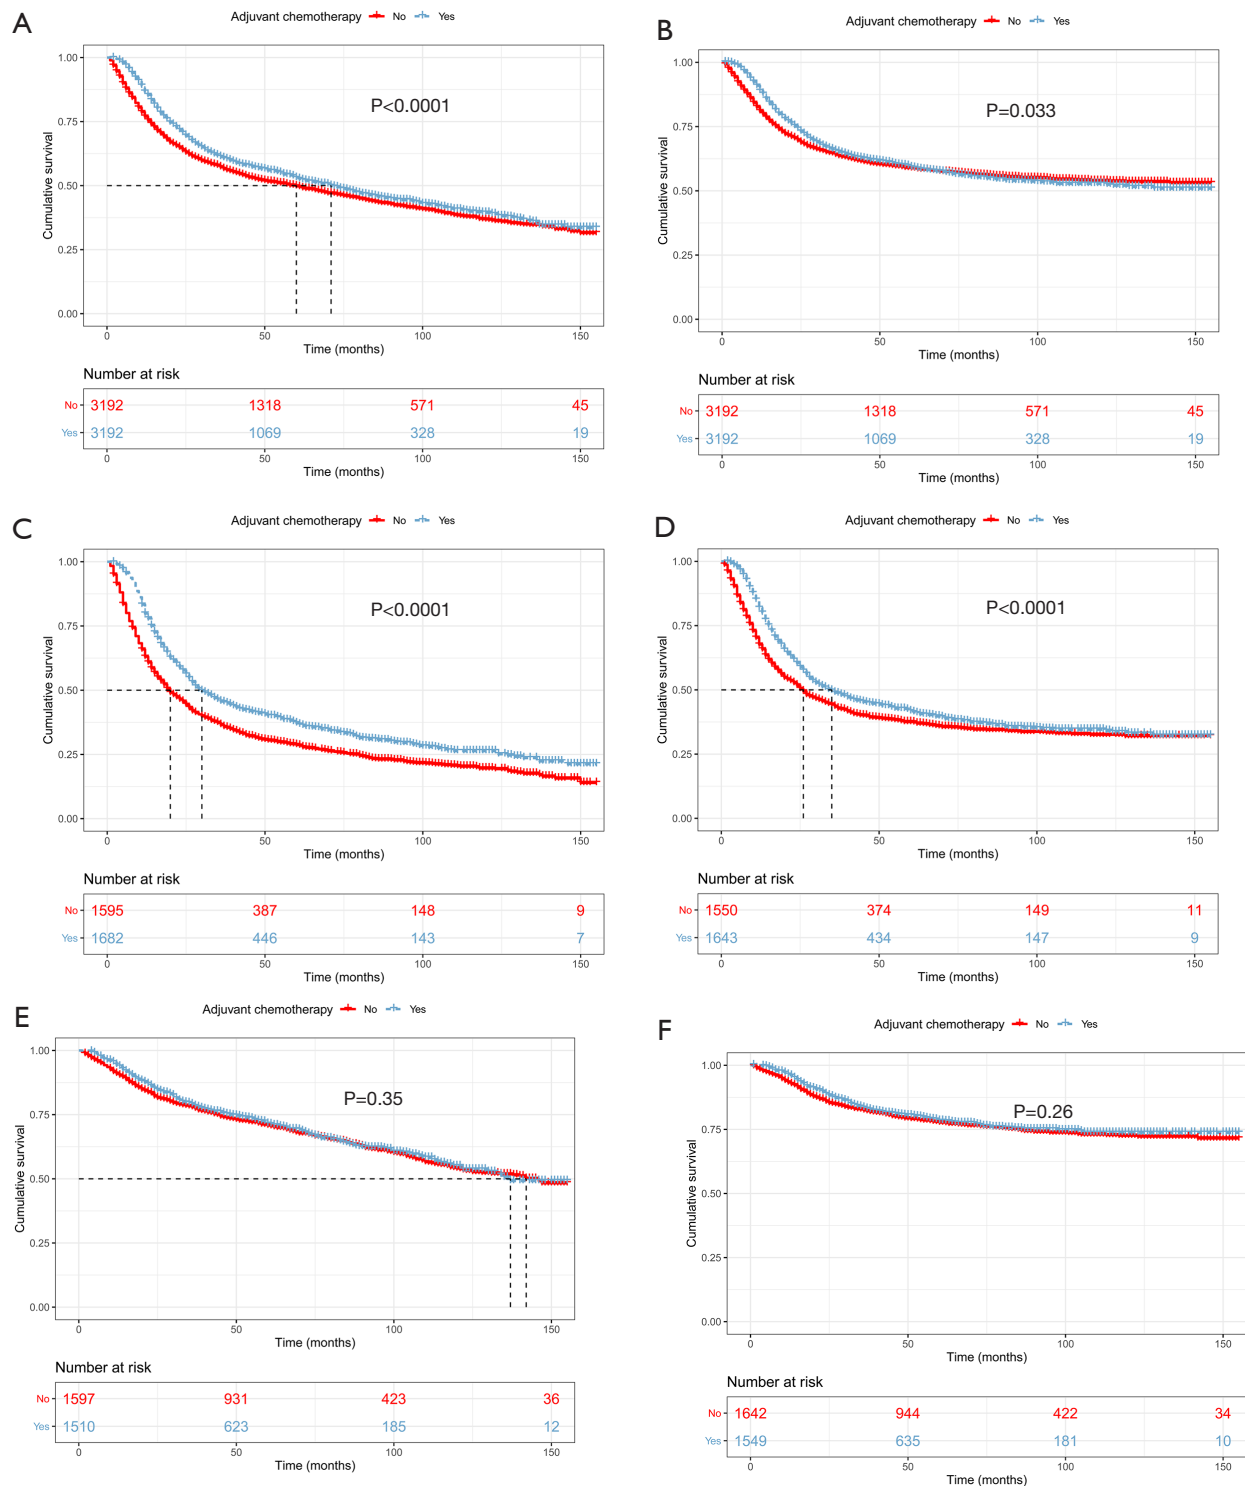 A
Adjuvant chemotherapy No Yes
1.00
0.75
0.50
0.25
0.00
Cumulative survival
P<0.0001
0 50 100 150
Time (months)
Number at risk
No 3192 1318 571 45
Yes 3192 1069 328 19
0 50 100 150
Time (months)
B
Adjuvant chemotherapy No Yes
1.00
0.75
0.50
0.25
0.00
Cumulative survival
P=0.033
0 50 100 150
Time (months)
Number at risk
No 3192 1318 571 45
Yes 3192 1069 328 19
0 50 100 150
Time (months)
C
Adjuvant chemotherapy No Yes
1.00
0.75
0.50
0.25
0.00
Cumulative survival
P<0.0001
0 50 100 150
Time (months)
Number at risk
No 1595 387 148 9
Yes 1682 446 143 7
0 50 100 150
Time (months)
D
Adjuvant chemotherapy No Yes
1.00
0.75
0.50
0.25
0.00
Cumulative survival
P<0.0001
0 50 100 150
Time (months)
Number at risk
No 1550 374 149 11
Yes 1643 434 147 9
0 50 100 150
Time (months)
E
Adjuvant chemotherapy No Yes
1.00
0.75
0.50
0.25
0.00
Cumulative survival
P=0.35
0 50 100 150
Time (months)
Number at risk
No 1597 931 423 36
Yes 1510 623 185 12
0 50 100 150
Time (months)
F
Adjuvant chemotherapy No Yes
1.00
0.75
0.50
0.25
0.00
Cumulative survival
P=0.26
0 50 100 150
Time (months)
Number at risk
No 1642 944 422 34
Yes 1549 635 181 10
0 50 100 150
Time (months)